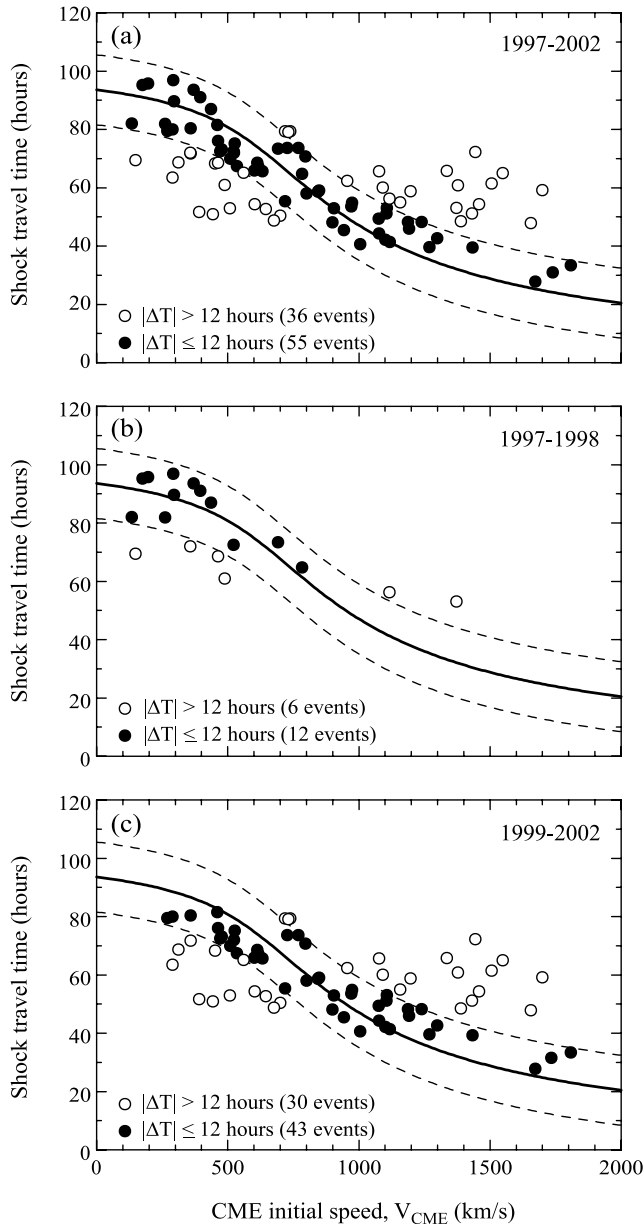 120
(a)
1997-2002
100
80
60
40
20
0
Shock travel time (hours)
|ΔT| > 12 hours (36 events)
|ΔT| ≤ 12 hours (55 events)
120
(b)
1997-1998
100
80
60
40
20
0
Shock travel time (hours)
|ΔT| > 12 hours (6 events)
|ΔT| ≤ 12 hours (12 events)
120
(c)
1999-2002
100
80
60
40
20
0
Shock travel time (hours)
|ΔT| > 12 hours (30 events)
|ΔT| ≤ 12 hours (43 events)
0 500 1000 1500 2000
CME initial speed, VCME (km/s)